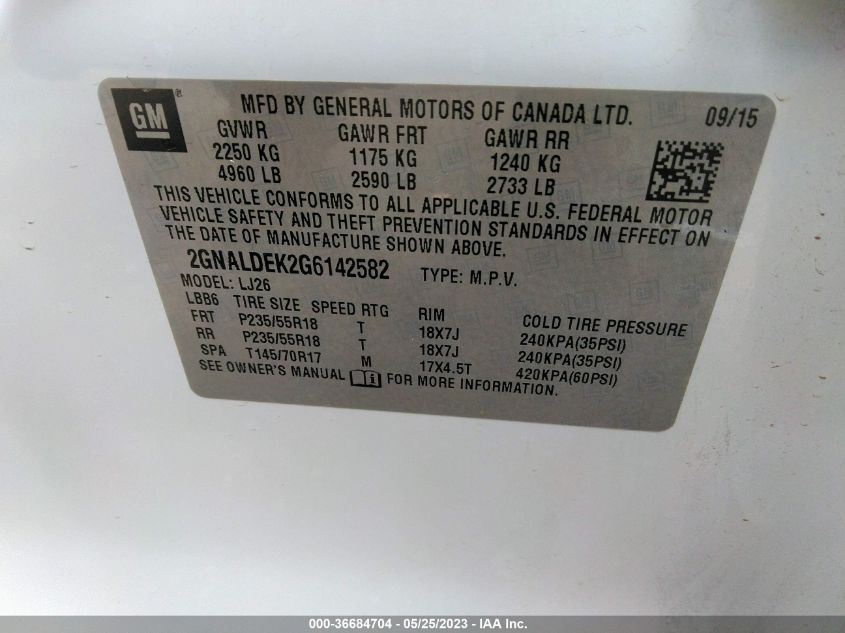 GM ®
MFD BY GENERAL MOTORS OF CANADA LTD. 09/15
GVWR GAWR FRT GAWR RR
2250 KG 1175 KG 1240 KG
4960 LB 2590 LB 2733 LB
THIS VEHICLE CONFORMS TO ALL APPLICABLE U.S. FEDERAL MOTOR
VEHICLE SAFETY AND THEFT PREVENTION STANDARDS IN EFFECT ON
THE DATE OF MANUFACTURE SHOWN ABOVE.
2GNALDEK2G6142582 TYPE: M.P.V.
MODEL: LJ26
LBB6 TIRE SIZE SPEED RTG RIM COLD TIRE PRESSURE
FRT P235/55R18 T 18X7J 240KPA(35PSI)
RR P235/55R18 T 18X7J 240KPA(35PSI)
SPA T145/70R17 M 17X4.5T 420KPA(60PSI)
SEE OWNER'S MANUAL FOR MORE INFORMATION.
000-36684704 - 05/25/2023 - IAA Inc.